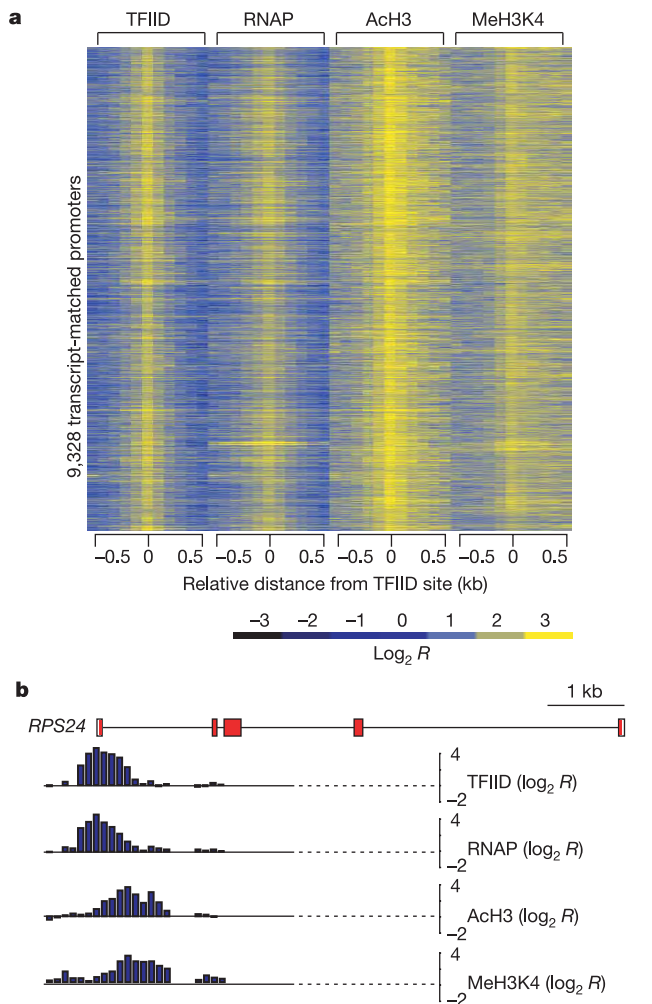 a
TFIID RNAP AcH3 MeH3K4
9,328 transcript-matched promoters
–0.5 0 0.5 –0.5 0 0.5 –0.5 0 0.5 –0.5 0 0.5
Relative distance from TFIID site (kb)
–3 –2 –1 0 1 2 3
Log2 R
b
1 kb
RPS24
4
TFIID (log2 R)
–2
4
RNAP (log2 R)
–2
4
AcH3 (log2 R)
–2
4
MeH3K4 (log2 R)
–2